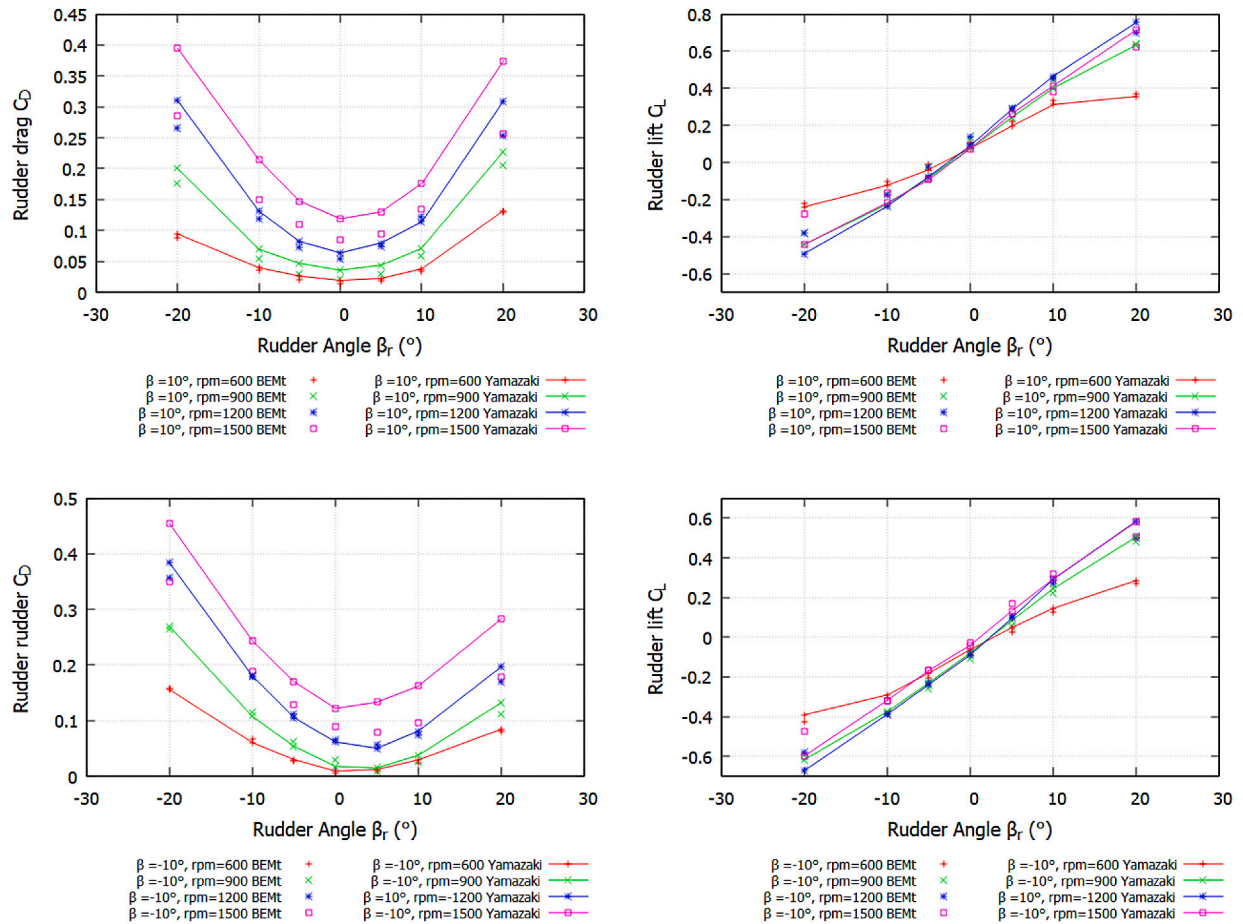 0.45
0.4
0.35
0.3
0.25
0.2
0.15
0.1
0.05
0
-30 -20 -10 0 10 20 30
Rudder drag C_D
Rudder Angle β_r (°)
β =10°, rpm=600 BEMt
β =10°, rpm=900 BEMt
β =10°, rpm=1200 BEMt
β =10°, rpm=1500 BEMt
β =10°, rpm=600 Yamazaki
β =10°, rpm=900 Yamazaki
β =10°, rpm=1200 Yamazaki
β =10°, rpm=1500 Yamazaki
0.8
0.6
0.4
0.2
0
-0.2
-0.4
-0.6
-30 -20 -10 0 10 20 30
Rudder lift C_L
Rudder Angle β_r (°)
β =10°, rpm=600 BEMt
β =10°, rpm=900 BEMt
β =10°, rpm=1200 BEMt
β =10°, rpm=1500 BEMt
β =10°, rpm=600 Yamazaki
β =10°, rpm=900 Yamazaki
β =10°, rpm=1200 Yamazaki
β =10°, rpm=1500 Yamazaki
0.5
0.4
0.3
0.2
0.1
0
-30 -20 -10 0 10 20 30
Rudder rudder C_D
Rudder Angle β_r (°)
β =-10°, rpm=600 BEMt
β =-10°, rpm=900 BEMt
β =-10°, rpm=1200 BEMt
β =-10°, rpm=1500 BEMt
β =-10°, rpm=600 Yamazaki
β =-10°, rpm=900 Yamazaki
β =10°, rpm=-1200 Yamazaki
β =-10°, rpm=1500 Yamazaki
0.6
0.4
0.2
0
-0.2
-0.4
-0.6
-30 -20 -10 0 10 20 30
Rudder lift C_L
Rudder Angle β_r (°)
β =-10°, rpm=600 BEMt
β =-10°, rpm=900 BEMt
β =-10°, rpm=1200 BEMt
β =-10°, rpm=1500 BEMt
β =-10°, rpm=600 Yamazaki
β =-10°, rpm=900 Yamazaki
β =10°, rpm=-1200 Yamazaki
β =-10°, rpm=1500 Yamazaki